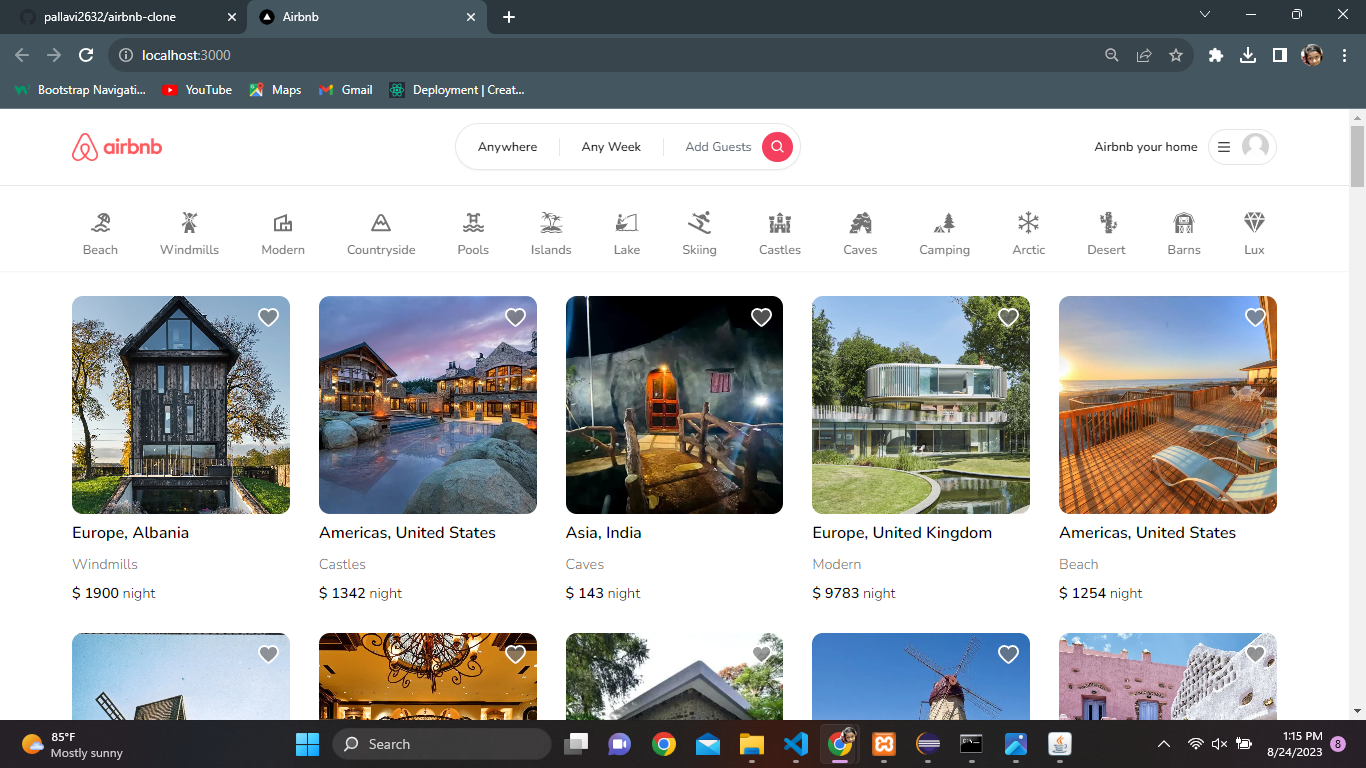 pallavi2632/airbnb-clone
Airbnb
localhost:3000
Bootstrap Navigati...
YouTube
Maps
Gmail
Deployment | Creat...
airbnb
Anywhere
Any Week
Add Guests
Airbnb your home
Beach
Windmills
Modern
Countryside
Pools
Islands
Lake
Skiing
Castles
Caves
Camping
Arctic
Desert
Barns
Lux
Europe, Albania
Windmills
$ 1900 night
Americas, United States
Castles
$ 1342 night
Asia, India
Caves
$ 143 night
Europe, United Kingdom
Modern
$ 9783 night
Americas, United States
Beach
$ 1254 night
85°F
Mostly sunny
Search
1:15 PM
8/24/2023
8